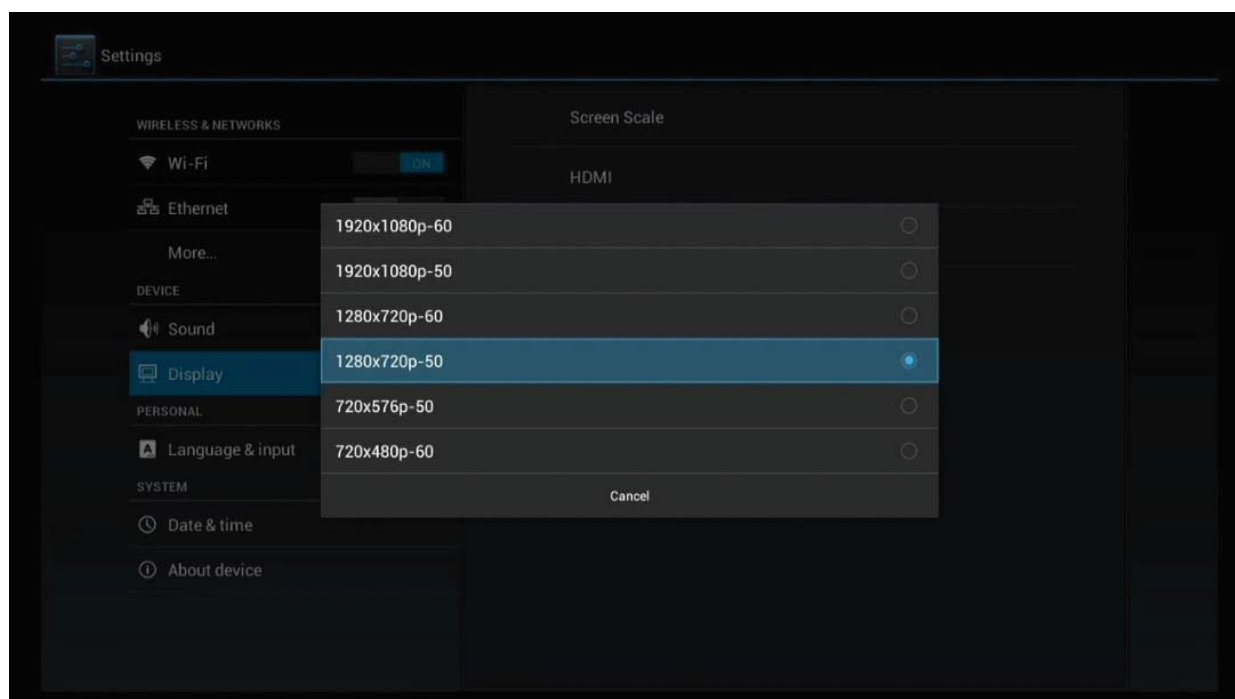 Settings
WIRELESS & NETWORKS
Wi-Fi
ON
Ethernet
More...
DEVICE
Sound
Display
PERSONAL
Language & input
SYSTEM
Date & time
About device
Screen Scale
HDMI
1920x1080p-60
1920x1080p-50
1280x720p-60
1280x720p-50
720x576p-50
720x480p-60
Cancel